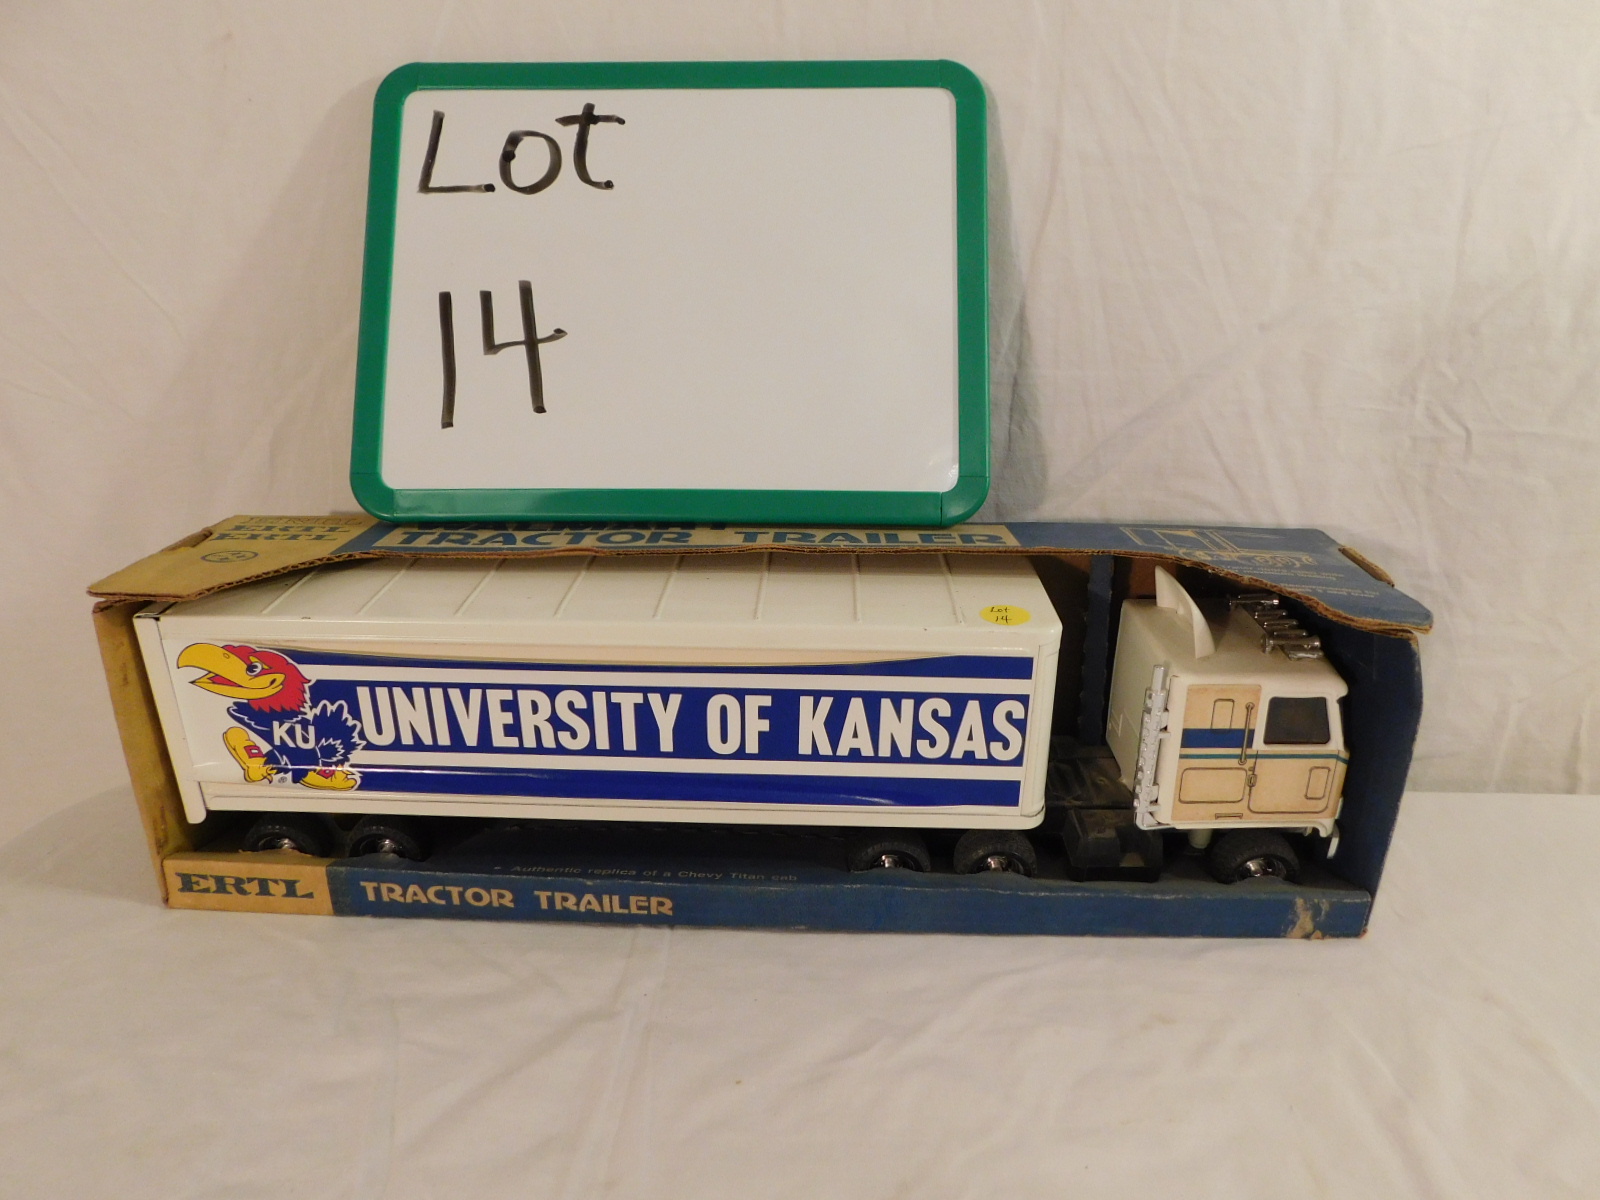 Lot
14
ERTL
TRACTOR TRAILER
Lot
14
UNIVERSITY OF KANSAS
KU
®
• Authentic replica of a Chevy Titan cab
ERTL
TRACTOR TRAILER